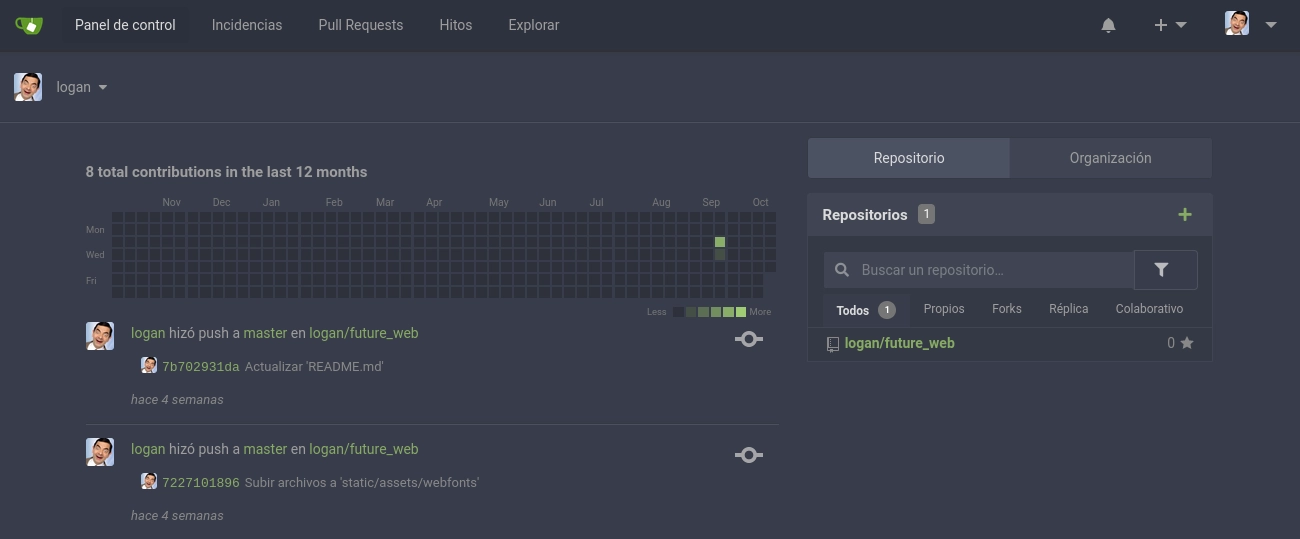 Panel de control Incidencias Pull Requests Hitos Explorar
logan
8 total contributions in the last 12 months
Nov Dec Jan Feb Mar Apr May Jun Jul Aug Sep Oct
Mon
Wed
Fri
Less More
logan hizó push a master en logan/future_web
7b702931da Actualizar 'README.md'
hace 4 semanas
logan hizó push a master en logan/future_web
7227101896 Subir archivos a 'static/assets/webfonts'
hace 4 semanas
Repositorio Organización
Repositorios 1
Buscar un repositorio...
Todos 1 Propios Forks Réplica Colaborativo
logan/future_web 0